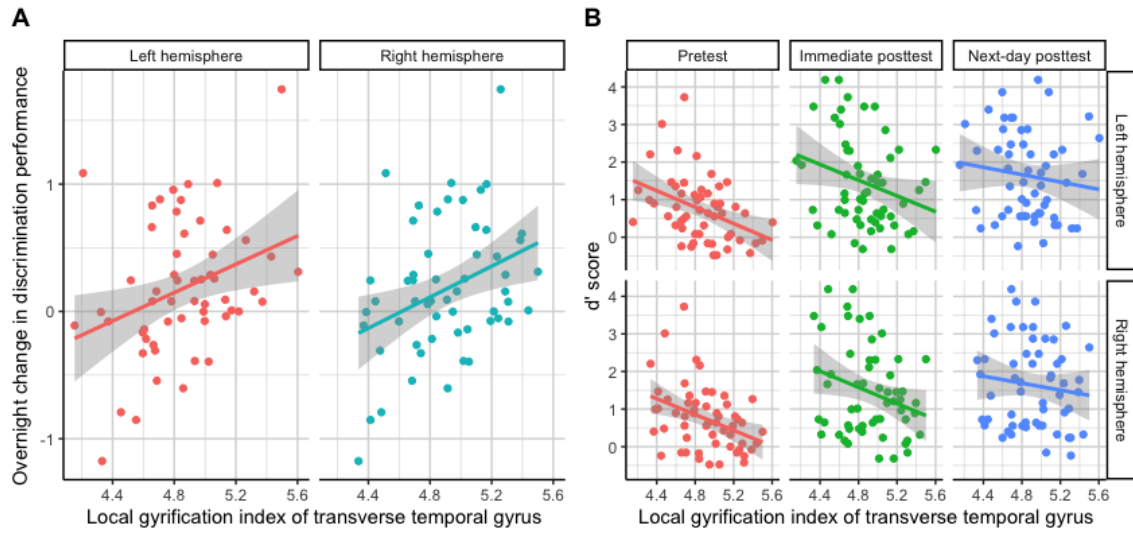 A
B
Left hemisphere
Right hemisphere
Pretest
Immediate posttest
Next-day posttest
Overnight change in discrimination performance
1
0
-1
4.4
4.8
5.2
5.6
4.4
4.8
5.2
5.6
Local gyrification index of transverse temporal gyrus
d' score
4
3
2
1
0
4
3
2
1
0
Left hemisphere
Right hemisphere
4.4
4.8
5.2
5.6
4.4
4.8
5.2
5.6
4.4
4.8
5.2
5.6
Local gyrification index of transverse temporal gyrus